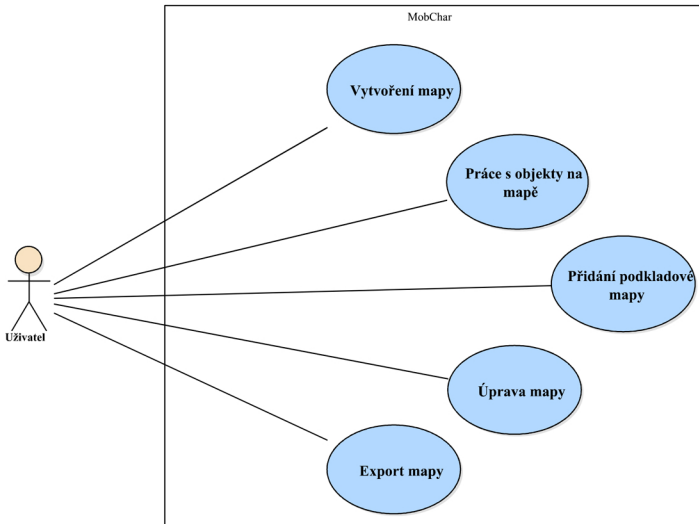 MobChar
Vytvoření mapy
Práce s objekty na
mapě
Přidání podkladové
mapy
Uživatel
Úprava mapy
Export mapy